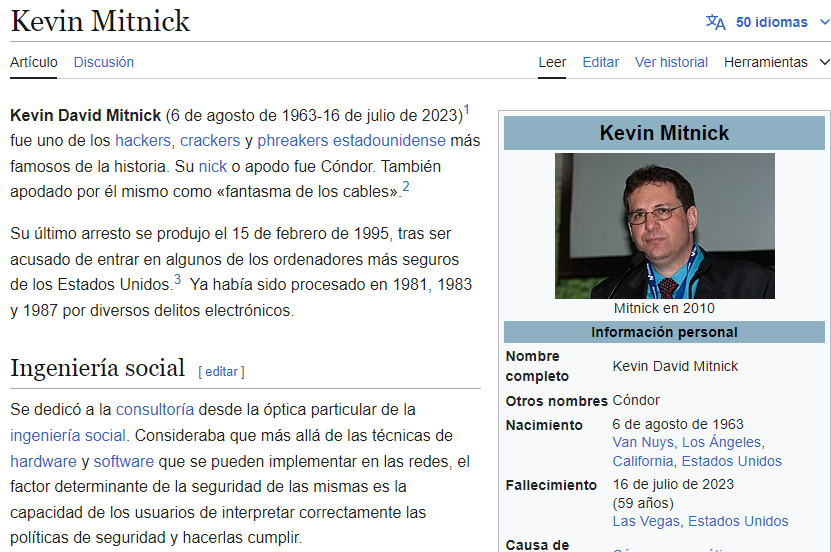 Kevin Mitnick
50 idiomas
Artículo Discusión
Leer Editar Ver historial Herramientas
Kevin David Mitnick (6 de agosto de 1963-16 de julio de 2023)1
fue uno de los hackers, crackers y phreakers estadounidense más
famosos de la historia. Su nick o apodo fue Cóndor. También
apodado por él mismo como «fantasma de los cables».2
Su último arresto se produjo el 15 de febrero de 1995, tras ser
acusado de entrar en algunos de los ordenadores más seguros
de los Estados Unidos.3 Ya había sido procesado en 1981, 1983
y 1987 por diversos delitos electrónicos.
Ingeniería social [ editar ]
Se dedicó a la consultoría desde la óptica particular de la
ingeniería social. Consideraba que más allá de las técnicas de
hardware y software que se pueden implementar en las redes, el
factor determinante de la seguridad de las mismas es la
capacidad de los usuarios de interpretar correctamente las
políticas de seguridad y hacerlas cumplir.
Kevin Mitnick
Mitnick en 2010
Información personal
Nombre
completo
Kevin David Mitnick
Otros nombres Cóndor
Nacimiento 6 de agosto de 1963
Van Nuys, Los Ángeles,
California, Estados Unidos
Fallecimiento 16 de julio de 2023
(59 años)
Las Vegas, Estados Unidos
Causa de